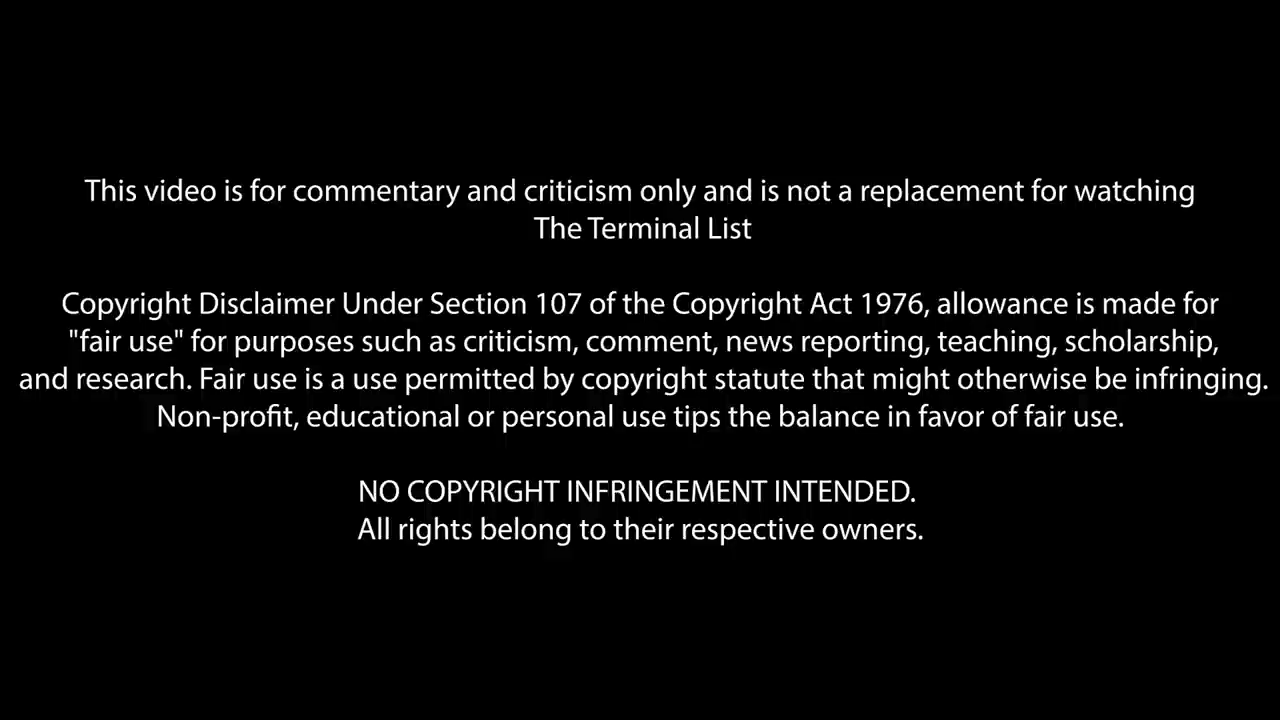 This video is for commentary and criticism only and is not a replacement for watching
The Terminal List
Copyright Disclaimer Under Section 107 of the Copyright Act 1976, allowance is made for
"fair use" for purposes such as criticism, comment, news reporting, teaching, scholarship,
and research. Fair use is a use permitted by copyright statute that might otherwise be infringing.
Non-profit, educational or personal use tips the balance in favor of fair use.
NO COPYRIGHT INFRINGEMENT INTENDED.
All rights belong to their respective owners.